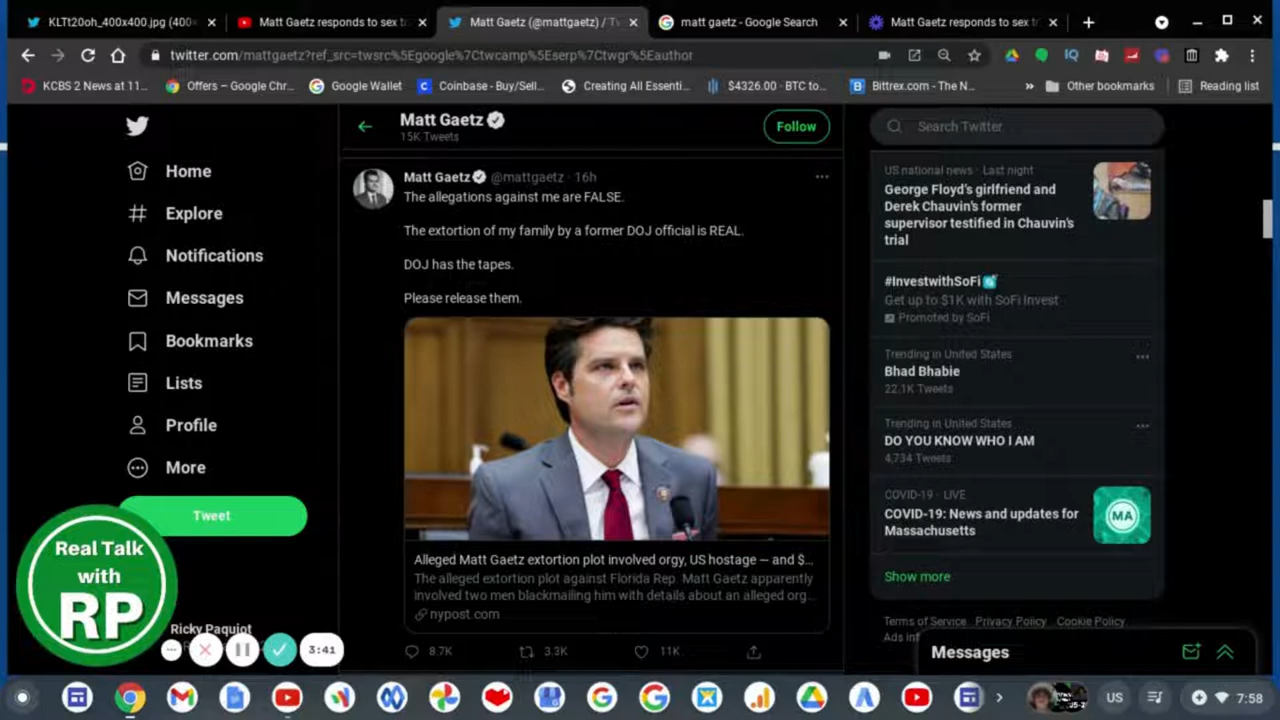 KLTt20oh_400x400.jpg (400×
Matt Gaetz responds to sex t
Matt Gaetz (@mattgaetz) / Tw
matt gaetz - Google Search
Matt Gaetz responds to sex t
twitter.com/mattgaetz?ref_src=twsrc%5Egoogle%7Ctwcamp%5Eserp%7Ctwgr%5Eauthor
KCBS 2 News at 11...
Offers – Google Chr...
Google Wallet
Coinbase - Buy/Sell...
Creating All Essenti...
$4326.00 · BTC to...
Bittrex.com - The N...
»
Other bookmarks
Reading list
Matt Gaetz
15K Tweets
Follow
Search Twitter
Home
Explore
Notifications
Messages
Bookmarks
Lists
Profile
More
Tweet
Matt Gaetz @mattgaetz · 16h
The allegations against me are FALSE.
The extortion of my family by a former DOJ official is REAL.
DOJ has the tapes.
Please release them.
Alleged Matt Gaetz extortion plot involved orgy, US hostage — and $...
The alleged extortion plot against Florida Rep. Matt Gaetz apparently
involved two men blackmailing him with details about an alleged org...
nypost.com
8.7K
3.3K
11K
US national news · Last night
George Floyd's girlfriend and
Derek Chauvin's former
supervisor testified in Chauvin's
trial
#InvestwithSoFi
Get up to $1K with SoFi Invest
Promoted by SoFi
Trending in United States
Bhad Bhabie
22.1K Tweets
Trending in United States
DO YOU KNOW WHO I AM
4,734 Tweets
COVID-19 · LIVE
COVID-19: News and updates for
Massachusetts
MA
Show more
Terms of Service Privacy Policy Cookie Policy
Ads in
Messages
Real Talk
with
RP
Ricky Paquiot
3:41
US
7:58